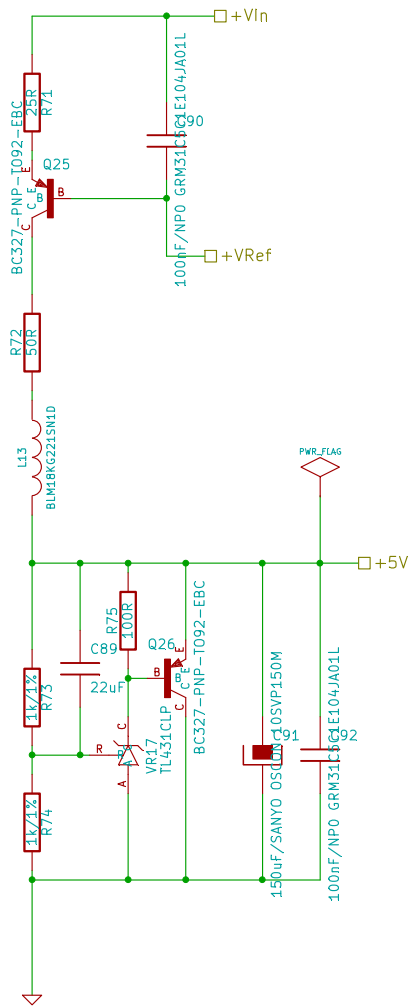 +Vin
25R
R71
C90
100nF/NP0 GRM31C5C1E104JA01L
Q25
BC327-PNP-TO92-EBC
E
E
B
B
C
C
+VRef
R72
50R
L13
BLM18KG221SN1D
PWR_FLAG
+5V
R75
100R
Q26
BC327-PNP-TO92-EBC
E
E
B
B
C
C
C89
22uF
1k/1%
R73
C
R
R
A
A
VR17
TL431CLP
C91
150uF/SANYO OSCON 10SVP150M
C92
100nF/NP0 GRM31C5C1E104JA01L
1k/1%
R74